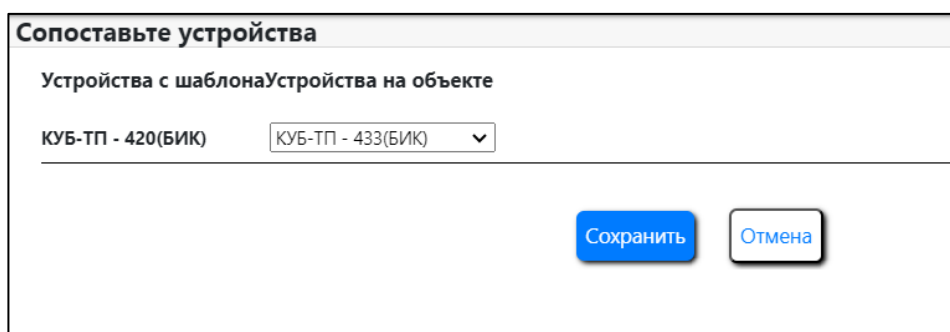 Сопоставьте устройства
Устройства с шаблонаУстройства на объекте
КУБ-ТП - 420(БИК) КУБ-ТП - 433(БИК)
Сохранить Отмена